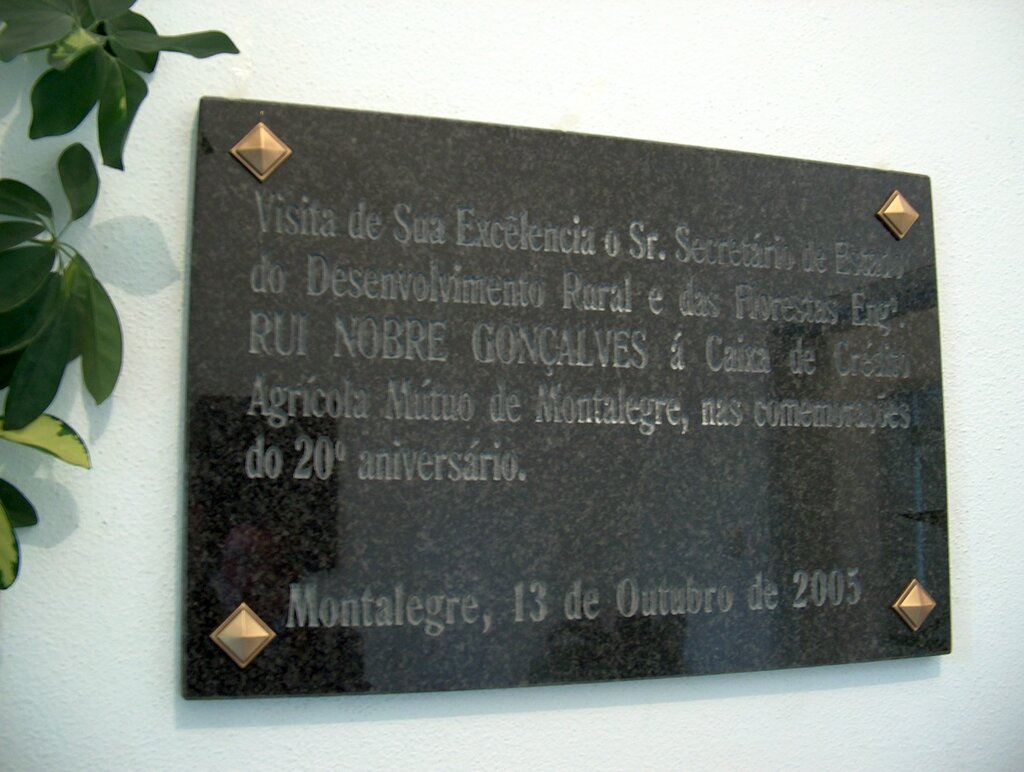 Visita de Sua Excêlencia o Sr. Secretário de Estado
do Desenvolvimento Rural e das Florestas Engº.
RUI NOBRE GONÇALVES á Caixa de Crédito
Agrícola Mútuo de Montalegre, nas comemorações
do 20º aniversário.
Montalegre, 13 de Outubro de 2005